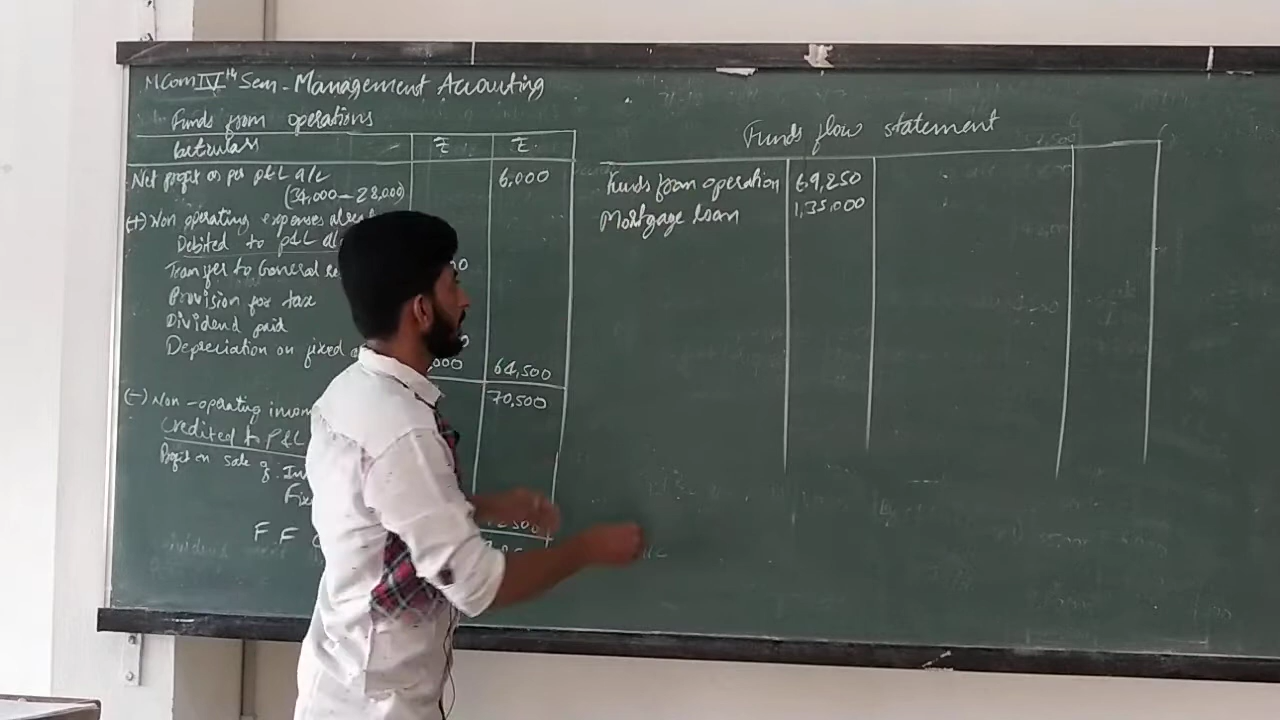 MCom IVth Sem - Management Accounting
Funds from operations
Particulars ₹ ₹
Net profit as per P&L a/c 6,000
(34,000 - 28,000)
(+) Non operating expenses
Debited to P&L
Transfer to General
Provision for tax
Dividend paid
Depreciation on fixed
000 64,500
70,500
(-) Non-operating
Credited to P&L
Profit on sale of
F.F
Funds flow statement
Funds from operation 69,250
Mortgage loan 1,35,000